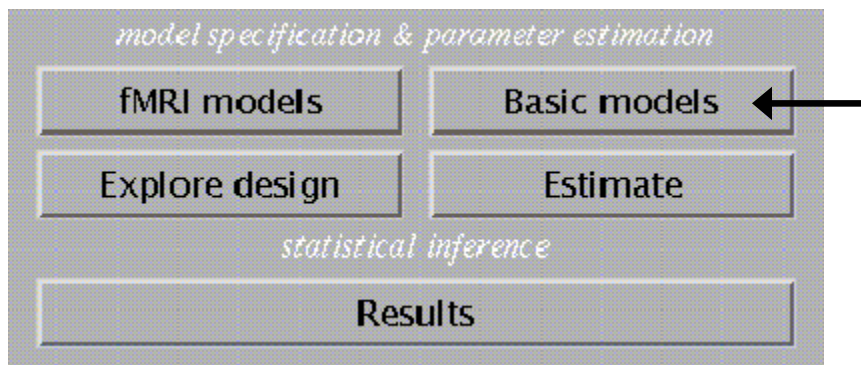 model specification & parameter estimation
fMRI models Basic models
Explore design Estimate
statistical inference
Results